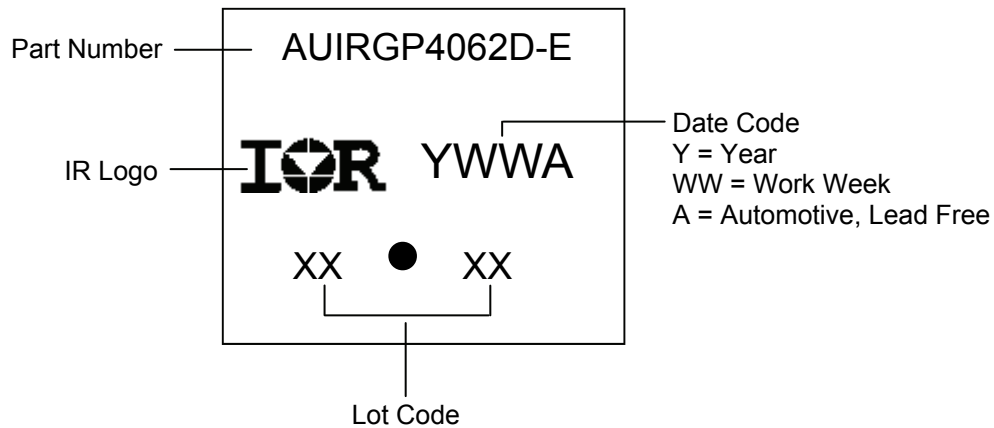 Part Number
AUIRGP4062D-E
IR Logo
IOR
YWWA
Date Code
Y = Year
WW = Work Week
A = Automotive, Lead Free
XX ● XX
Lot Code